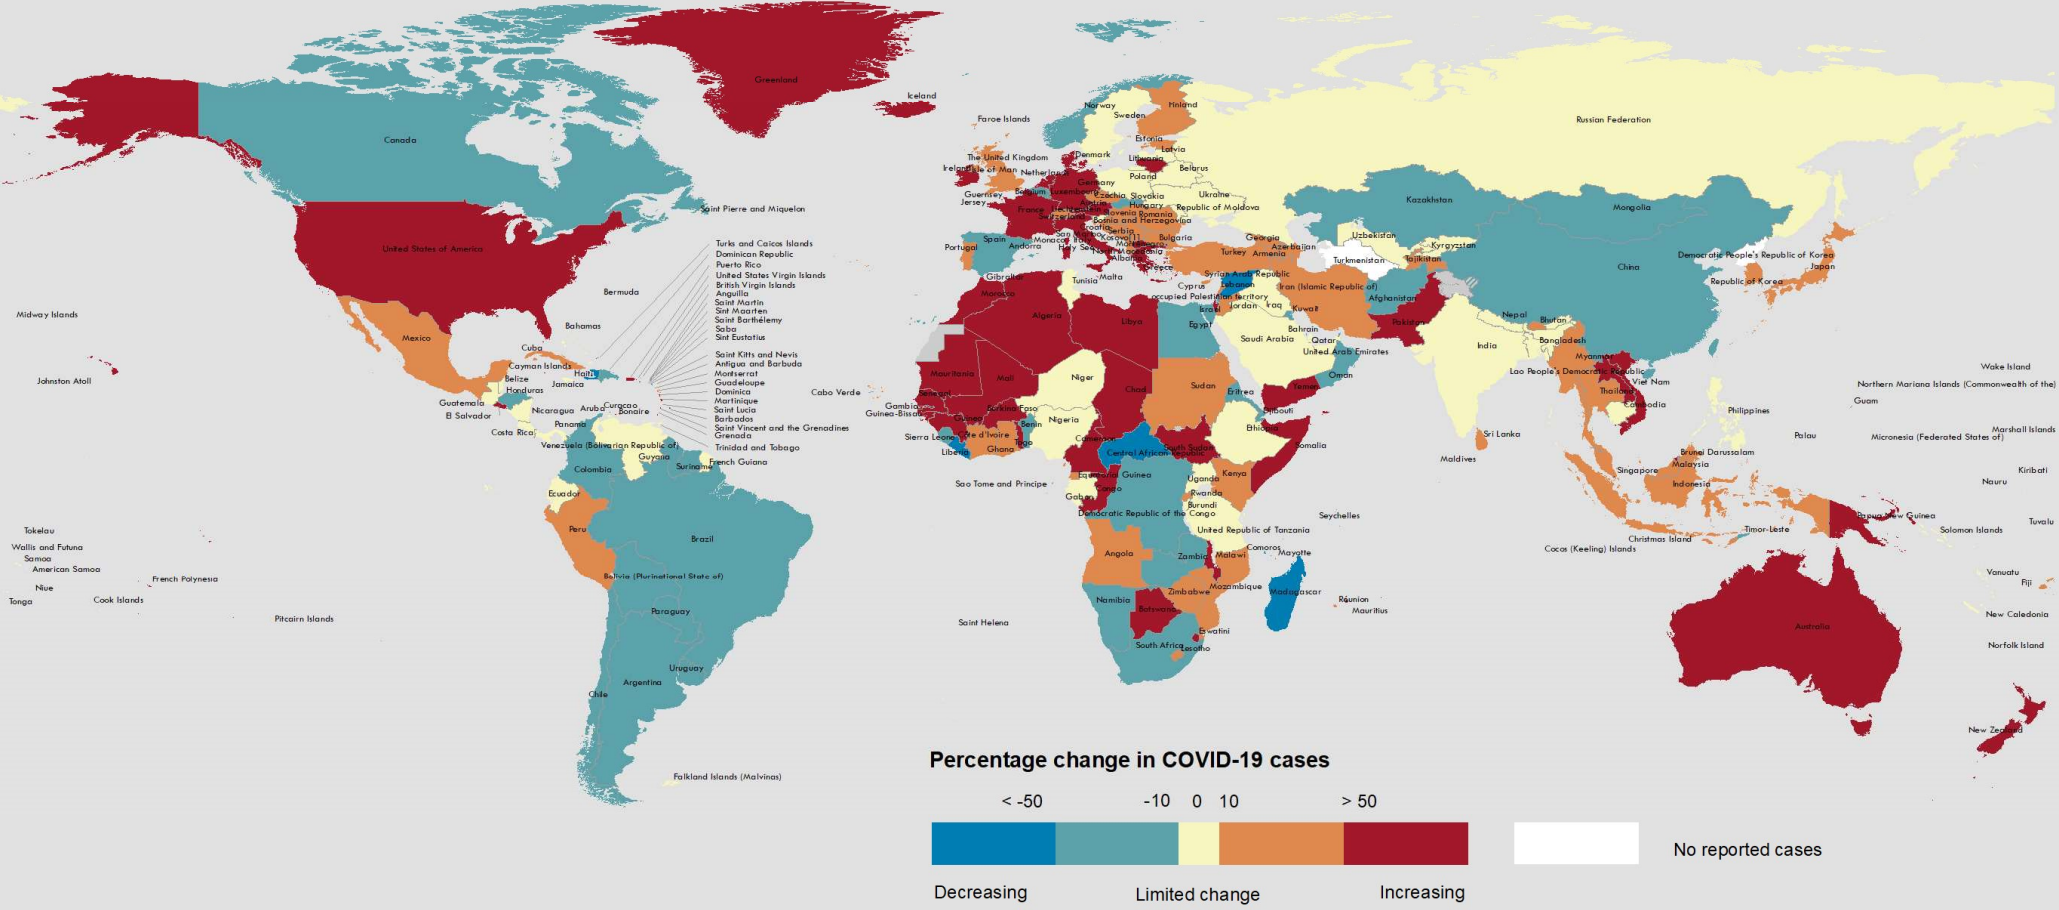 Greenland
Iceland
Faroe Islands
Norway
Sweden
Finland
Russian Federation
Canada
Estonia
Latvia
Lithuania
Denmark
The United Kingdom
Isle of Man
Ireland
Netherlands
Belarus
Poland
Germany
Belgium
Luxembourg
Guernsey
Jersey
Czechia
Slovakia
Ukraine
Austria
Hungary
Republic of Moldova
France
Liechtenstein
Switzerland
Slovenia
Romania
Bosnia and Herzegovina
Croatia
Serbia
San Marino
Kosovo[1]
Bulgaria
Monaco
Italy
Holy See
Montenegro
North Macedonia
Albania
Greece
Spain
Andorra
Portugal
Gibraltar
Malta
Tunisia
Georgia
Azerbaijan
Turkey
Armenia
Kazakhstan
Mongolia
Uzbekistan
Kyrgyzstan
Turkmenistan
Tajikistan
Democratic People's Republic of Korea
China
Japan
Republic of Korea
Saint Pierre and Miquelon
United States of America
Turks and Caicos Islands
Dominican Republic
Puerto Rico
United States Virgin Islands
British Virgin Islands
Anguilla
Saint Martin
Sint Maarten
Saint Barthélemy
Saba
Sint Eustatius
Saint Kitts and Nevis
Antigua and Barbuda
Montserrat
Guadeloupe
Dominica
Martinique
Saint Lucia
Barbados
Saint Vincent and the Grenadines
Grenada
Trinidad and Tobago
Bermuda
Bahamas
Midway Islands
Johnston Atoll
Mexico
Cuba
Cayman Islands
Haiti
Belize
Jamaica
Honduras
Guatemala
El Salvador
Nicaragua
Aruba
Curaçao
Bonaire
Costa Rica
Panama
Venezuela (Bolivarian Republic of)
Guyana
Suriname
French Guiana
Colombia
Ecuador
Peru
Brazil
Bolivia (Plurinational State of)
Paraguay
Uruguay
Argentina
Chile
Falkland Islands (Malvinas)
Tokelau
Wallis and Futuna
Samoa
American Samoa
Niue
Tonga
Cook Islands
French Polynesia
Pitcairn Islands
Syrian Arab Republic
Lebanon
Cyprus
occupied Palestinian territory
Israel
Jordan
Iraq
Iran (Islamic Republic of)
Kuwait
Afghanistan
Pakistan
Nepal
Bhutan
Bangladesh
India
Bahrain
Qatar
United Arab Emirates
Saudi Arabia
Oman
Yemen
Morocco
Algeria
Libya
Egypt
Mauritania
Mali
Niger
Chad
Sudan
Eritrea
Djibouti
Cabo Verde
Senegal
Gambia
Guinea-Bissau
Guinea
Burkina Faso
Benin
Nigeria
Sierra Leone
Côte d'Ivoire
Togo
Liberia
Ghana
Cameroon
Central African Republic
South Sudan
Ethiopia
Somalia
Sao Tome and Principe
Equatorial Guinea
Gabon
Congo
Uganda
Kenya
Rwanda
Burundi
Democratic Republic of the Congo
United Republic of Tanzania
Seychelles
Angola
Zambia
Malawi
Comoros
Mayotte
Mozambique
Zimbabwe
Madagascar
Namibia
Botswana
Réunion
Mauritius
Saint Helena
Eswatini
South Africa
Lesotho
Myanmar
Lao People's Democratic Republic
Viet Nam
Thailand
Cambodia
Philippines
Sri Lanka
Maldives
Palau
Brunei Darussalam
Malaysia
Singapore
Indonesia
Wake Island
Northern Mariana Islands (Commonwealth of the)
Guam
Marshall Islands
Micronesia (Federated States of)
Kiribati
Nauru
Papua New Guinea
Timor-Leste
Solomon Islands
Tuvalu
Christmas Island
Cocos (Keeling) Islands
Vanuatu
Fiji
New Caledonia
Norfolk Island
Australia
New Zealand
Percentage change in COVID-19 cases
< -50 -10 0 10 > 50
No reported cases
Decreasing Limited change Increasing